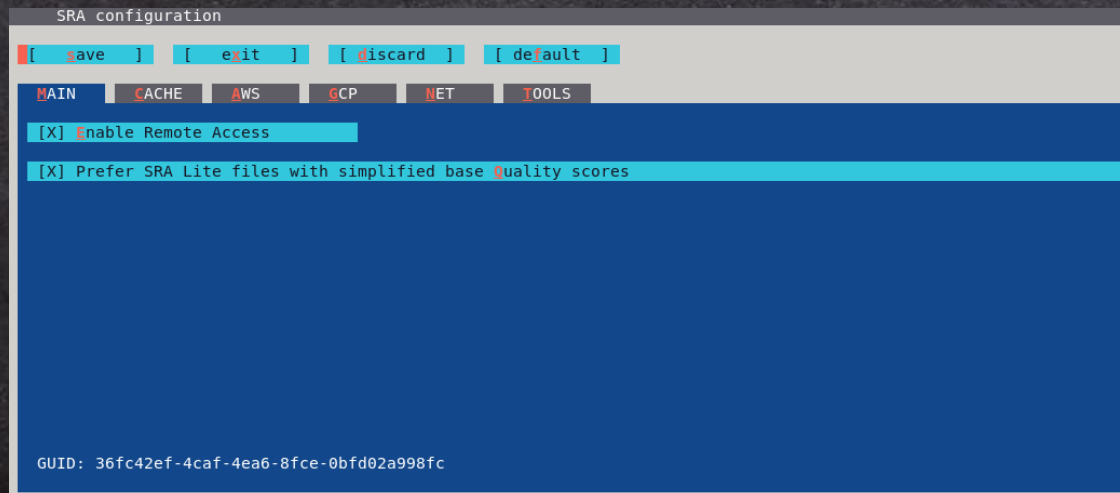 SRA configuration
[ save ] [ exit ] [ discard ] [ default ]
MAIN CACHE AWS GCP NET TOOLS
[X] Enable Remote Access
[X] Prefer SRA Lite files with simplified base Quality scores
GUID: 36fc42ef-4caf-4ea6-8fce-0bfd02a998fc